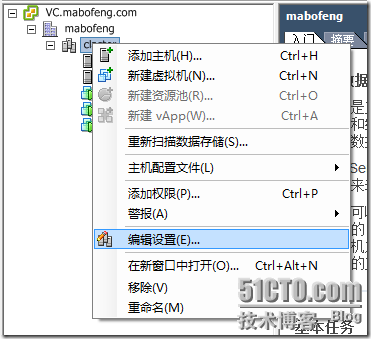 VC.mabofeng.com
mabofeng
mabofeng
入门
摘要
添加主机(H)... Ctrl+H
新建虚拟机(N)... Ctrl+N
新建资源池(R)... Ctrl+O
新建 vApp(W)... Ctrl+A
重新扫描数据存储(S)...
主机配置文件(L)
添加权限(P)... Ctrl+P
警报(A)
编辑设置(E)...
在新窗口中打开(O)... Ctrl+Alt+N
移除(V)
重命名(M)
基本任务
51CTO.com
技术博客 Blog